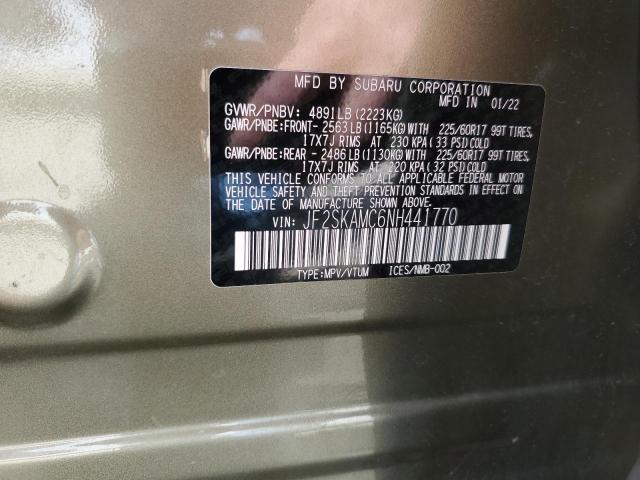 MFD BY SUBARU CORPORATION
MFD IN 01/22
GVWR/PNBV: 4891LB(2223KG)
GAWR/PNBE:FRONT- 2563LB(1165KG)WITH 225/60R17 99T TIRES,
17X7J RIMS AT 230 KPA(33 PSI)COLD
GAWR/PNBE:REAR - 2486LB(1130KG)WITH 225/60R17 99T TIRES,
17X7J RIMS AT 220 KPA(32 PSI)COLD
THIS VEHICLE CONFORMS TO ALL APPLICABLE FEDERAL MOTOR
VEHICLE SAFETY AND THEFT PREVENTION STANDARDS IN EFFECT ON
THE DATE OF MANUFACTURE SHOWN ABOVE.
VIN: JF2SKAMC6NH441770
TYPE:MPV/VTUM ICES/NMB-002